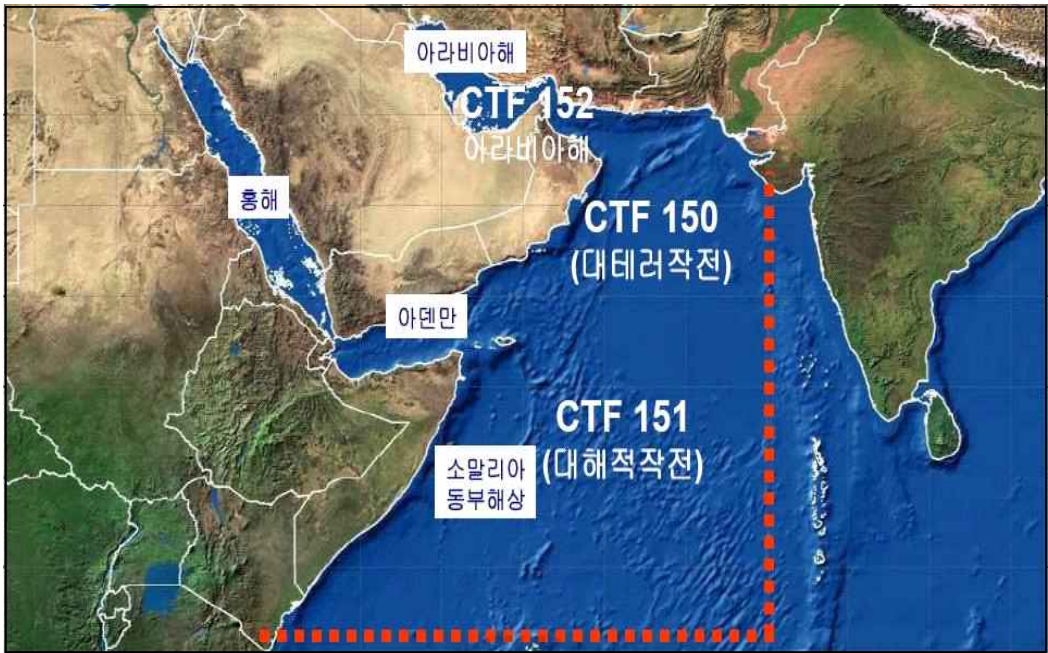 아라비아해
CTF 152
아라비아해
홍해
CTF 150
(대테러작전)
아덴만
CTF 151
(대해적작전)
소말리아
동부해상